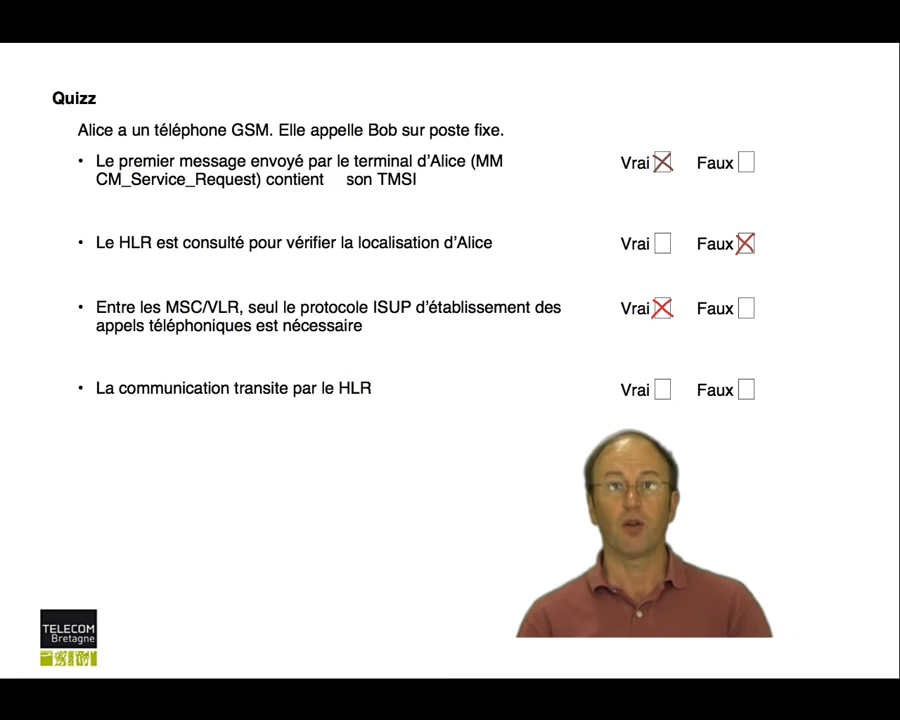 Quizz
Alice a un téléphone GSM. Elle appelle Bob sur poste fixe.
• Le premier message envoyé par le terminal d'Alice (MM Vrai Faux
CM_Service_Request) contient son TMSI
• Le HLR est consulté pour vérifier la localisation d'Alice Vrai Faux
• Entre les MSC/VLR, seul le protocole ISUP d'établissement des Vrai Faux
appels téléphoniques est nécessaire
• La communication transite par le HLR Vrai Faux
TELECOM
Bretagne